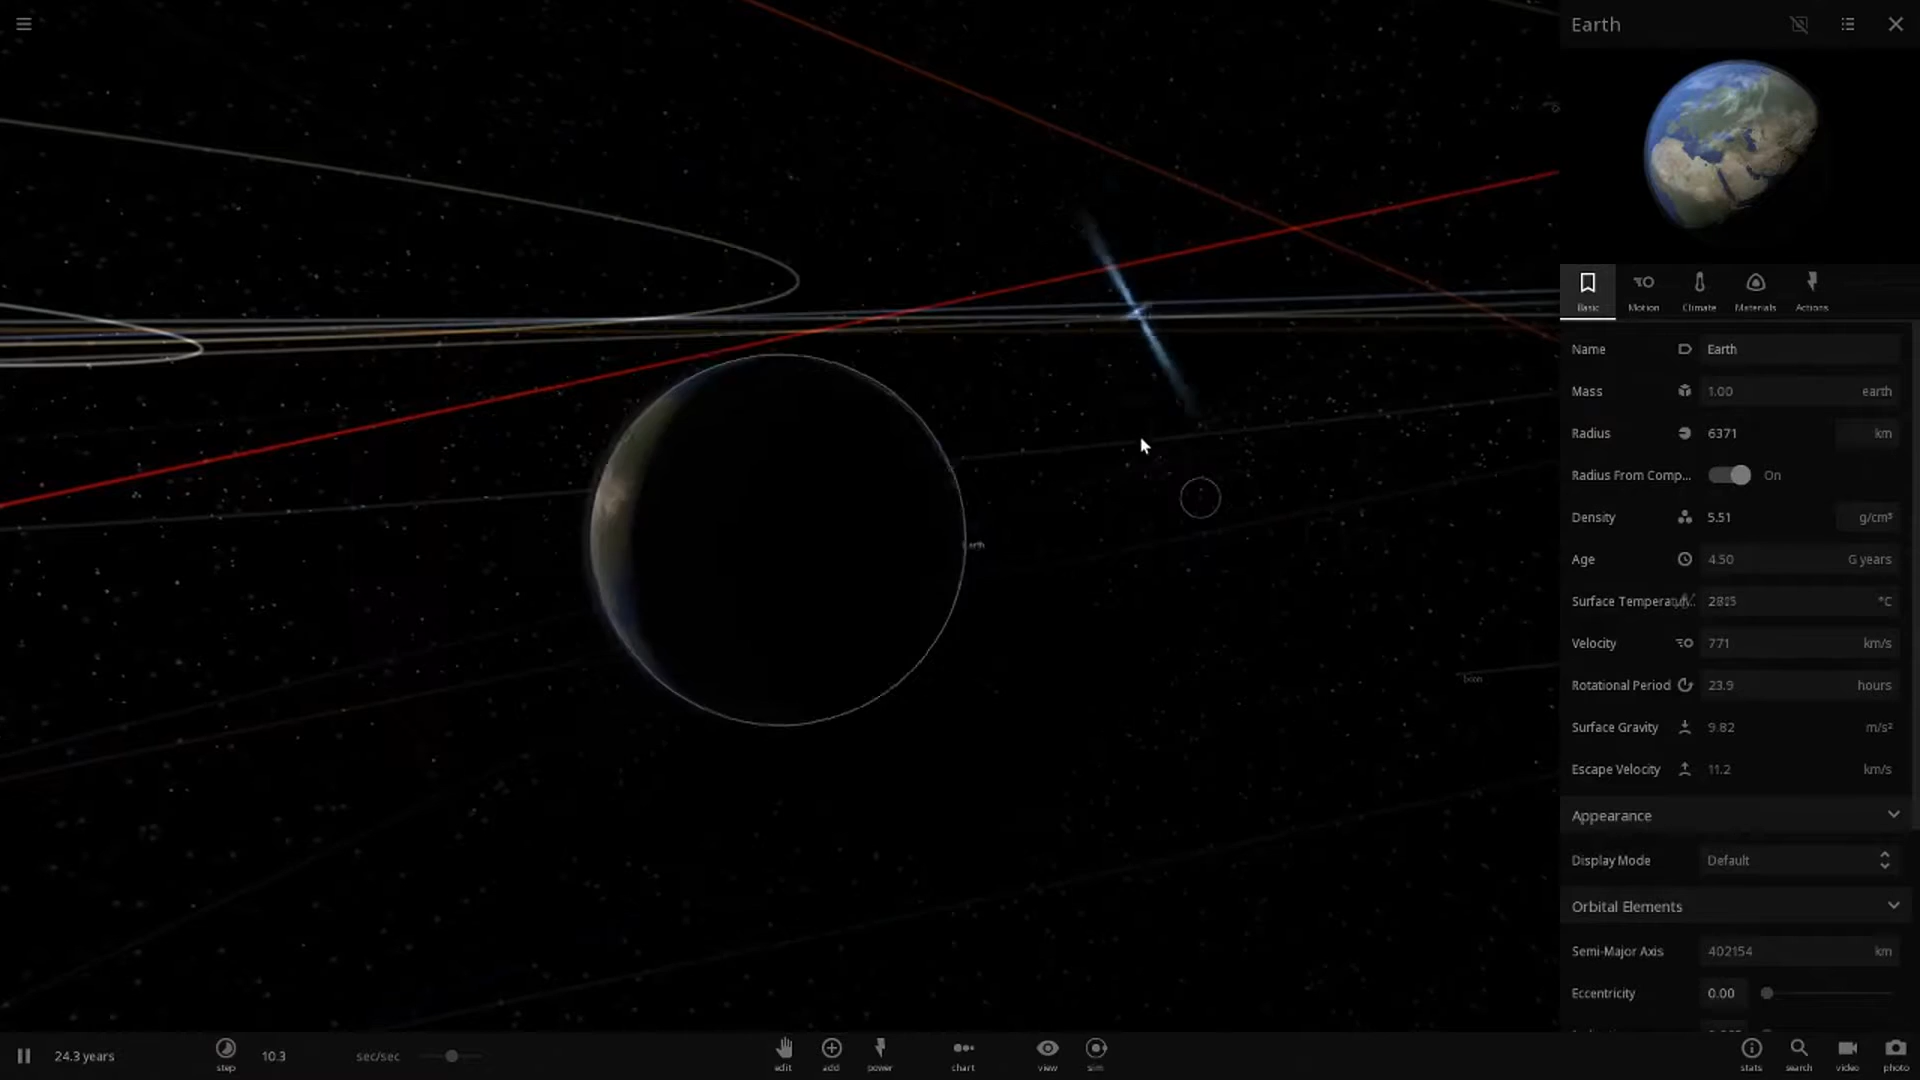 Earth
Basic
Motion
Climate
Materials
Actions
Name Earth
Mass 1.00 earth
Radius 6371 km
Radius From Comp... On
Density 5.51 g/cm³
Age 4.50 G years
Surface °C
Velocity 771 km/s
Rotational Period 23.9 hours
Surface Gravity 9.82 m/s²
Escape Velocity 11.2 km/s
Appearance
Display Mode Default
Orbital Elements
Semi-Major Axis 402154 km
Eccentricity 0.00
24.3 years
step
10.3 sec/sec
edit
add
power
chart
view
sim
stats
search
video
photo